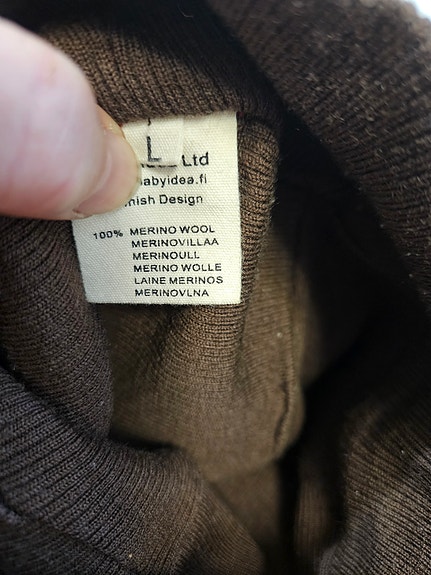 L
Ltd
abyidea.fi
nish Design
100% MERINO WOOL
MERINOVILLAA
MERINOULL
MERINO WOLLE
LAINE MERINOS
MERINOVLNA